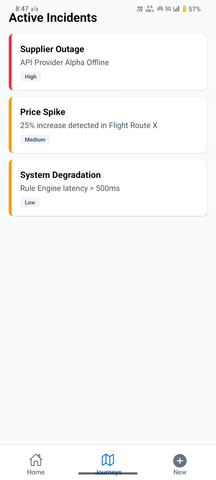 8:47
5G 57%
Active Incidents
Supplier Outage
API Provider Alpha Offline
High
Price Spike
25% increase detected in Flight Route X
Medium
System Degradation
Rule Engine latency > 500ms
Low
Home Journeys New